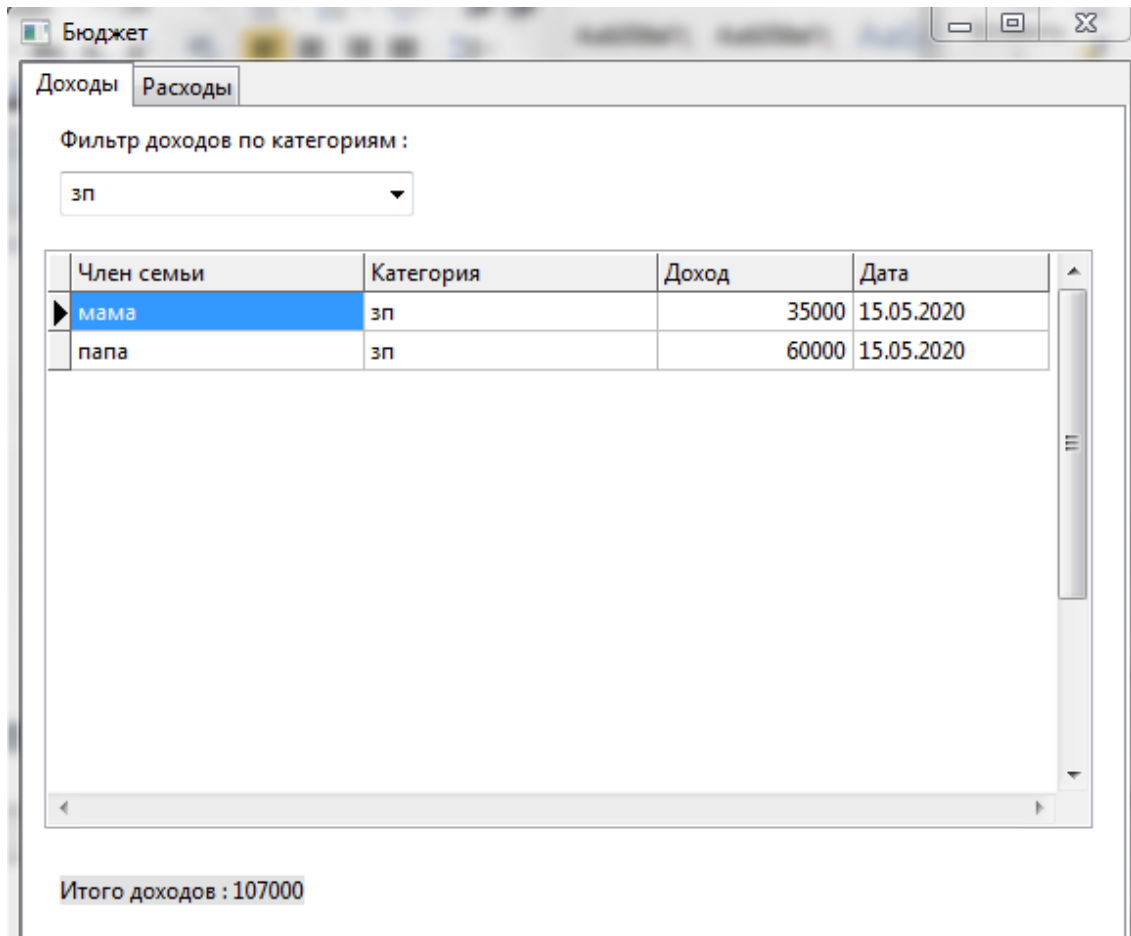 Бюджет
Доходы Расходы
Фильтр доходов по категориям :
зп
Член семьи Категория Доход Дата
мама зп 35000 15.05.2020
папа зп 60000 15.05.2020
Итого доходов : 107000